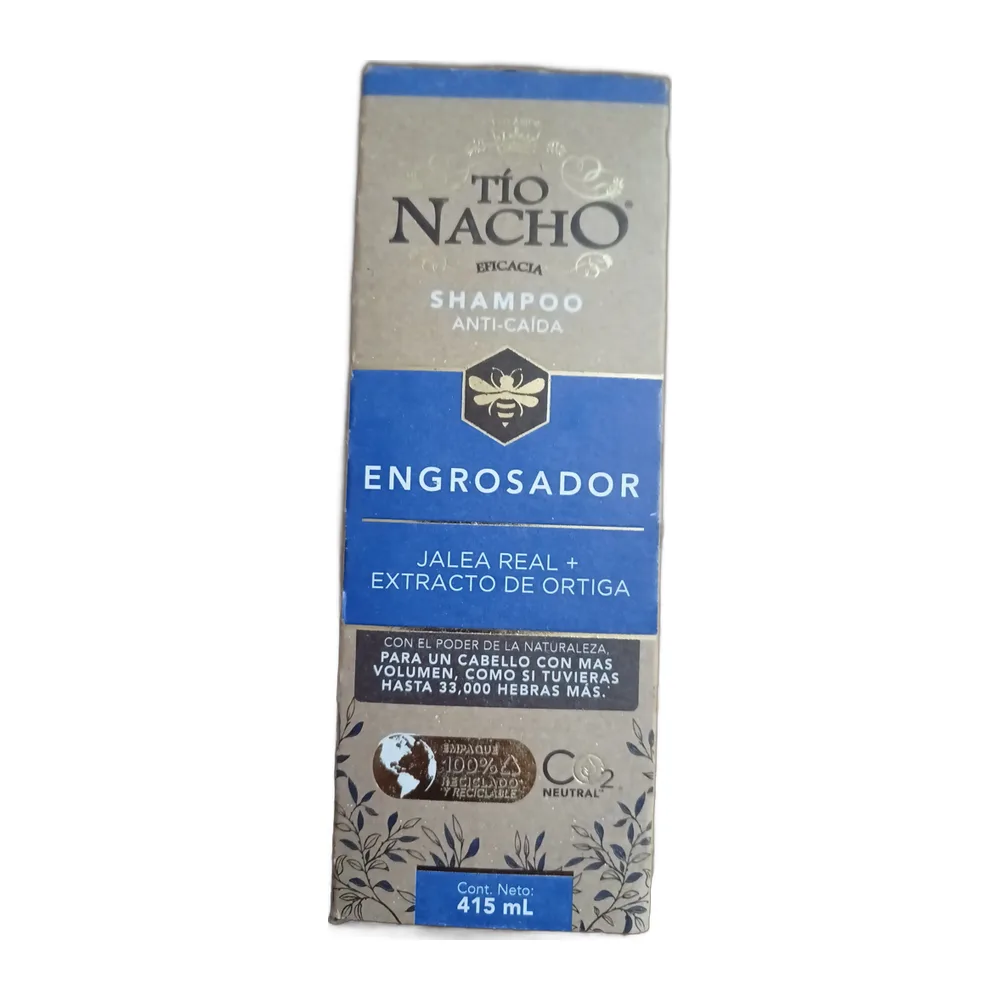 TÍO
NACHO®
EFICACIA
SHAMPOO
ANTI-CAÍDA
ENGROSADOR
JALEA REAL +
EXTRACTO DE ORTIGA
CON EL PODER DE LA NATURALEZA,
PARA UN CABELLO CON MAS
VOLUMEN, COMO SI TUVIERAS
HASTA 33,000 HEBRAS MÁS.*
EMPAQUE
100%
RECICLADO
Y RECICLABLE
CO2
NEUTRAL
Cont. Neto:
415 mL